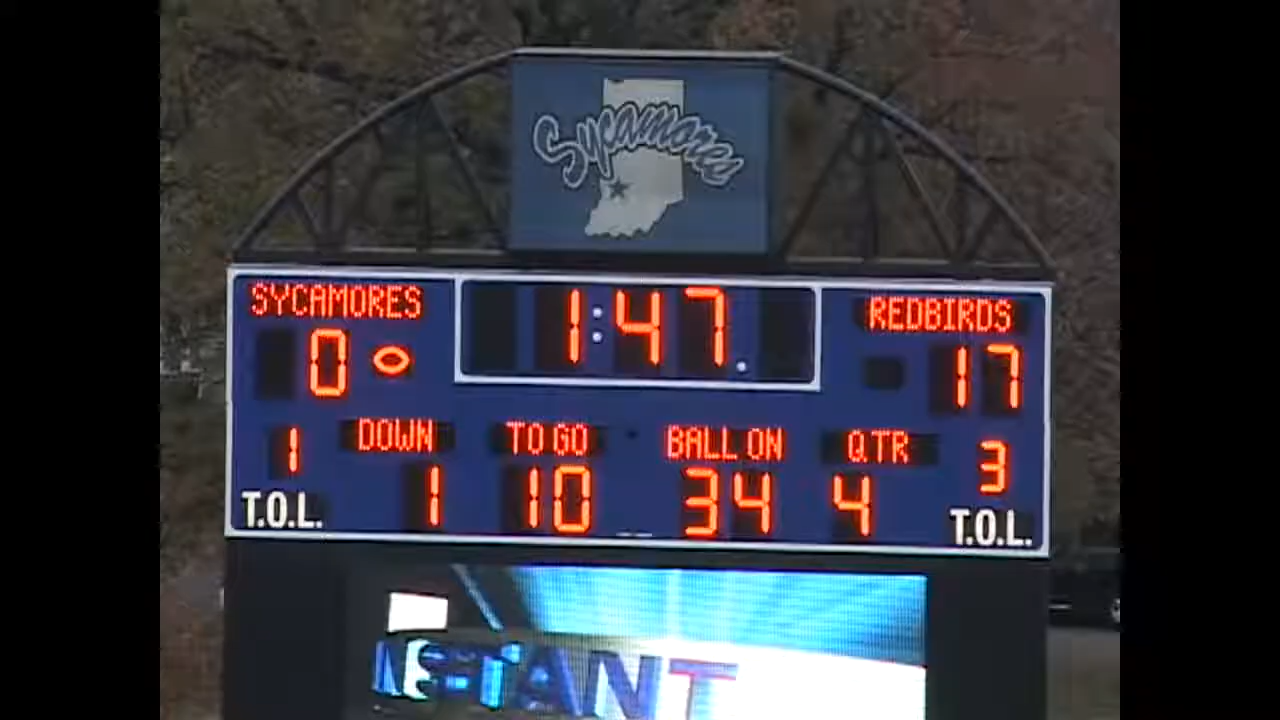 Sycamores
SYCAMORES 1:47. REDBIRDS
0 17
1 DOWN TO GO BALL ON QTR 3
T.O.L. 1 10 34 4 T.O.L.